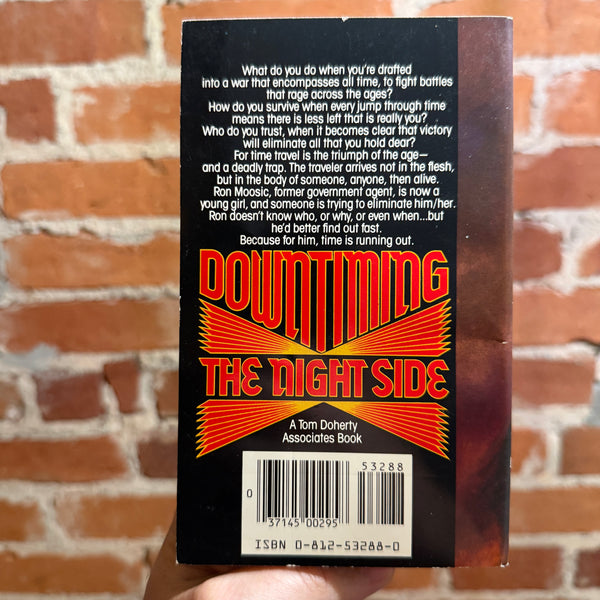 What do you do when you're drafted
into a war that encompasses all time, to fight battles
that rage across the ages?
How do you survive when every jump through time
means there is less left that is really you?
Who do you trust, when it becomes clear that victory
will eliminate all that you hold dear?
For time travel is the triumph of the age—
and a deadly trap. The traveler arrives not in the flesh,
but in the body of someone, anyone, then alive.
Ron Moosic, former government agent, is now a
young girl, and someone is trying to eliminate him/her.
Ron doesn't know who, or why, or even when...but
he'd better find out fast.
Because for him, time is running out.
DOWNTIMING
THE NIGHT SIDE
A Tom Doherty
Associates Book
53288
0
37145 00295
ISBN 0-812-53288-0